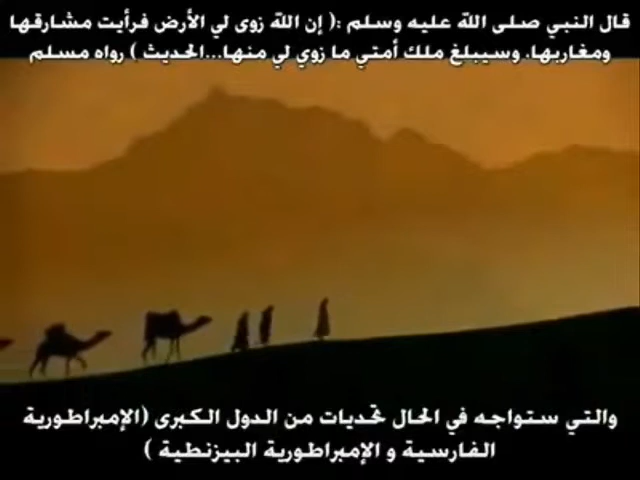 قال النبي صلى الله عليه وسلم :( إن الله زوى لي الأرض فرأيت مشارقها
ومغاربها، وسيبلغ ملك أمتي ما زوي لي منها...الحديث ) رواه مسلم
والتي ستواجه في الحال تحديات من الدول الكبرى (الإمبراطورية
الفارسية و الإمبراطورية البيزنطية )